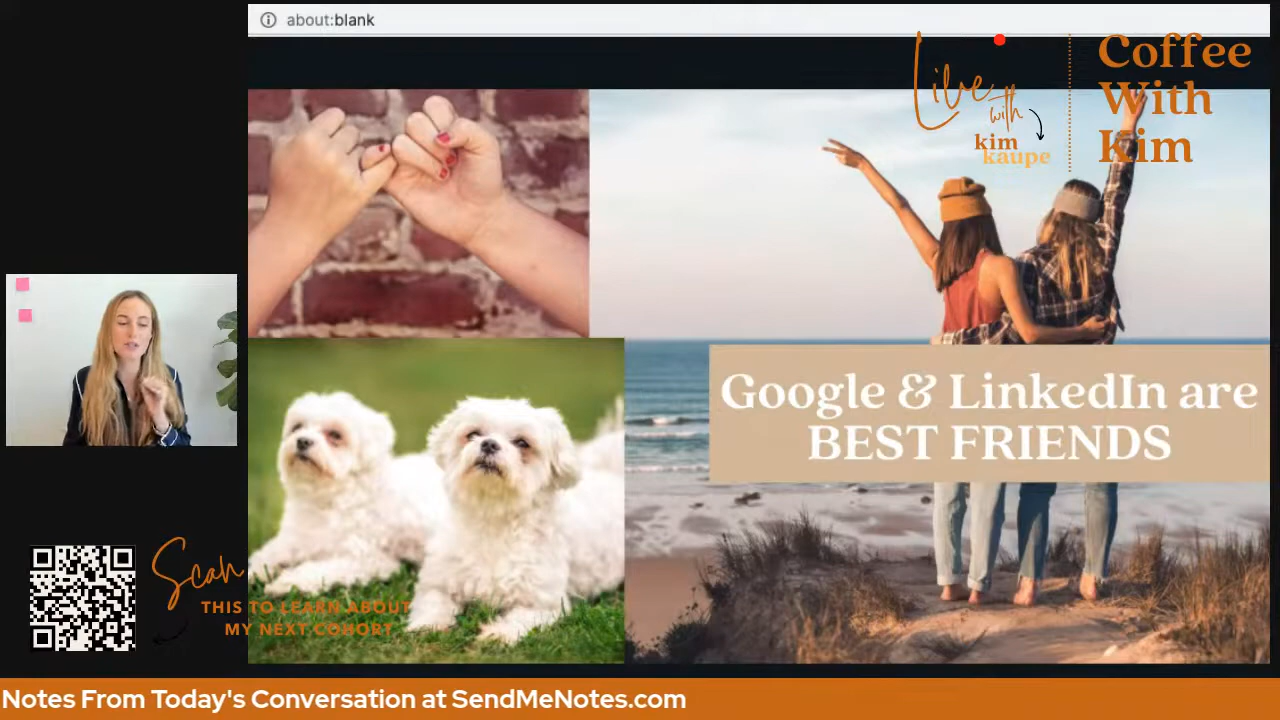 about:blank
Live
with
kim
kaupe
Coffee
With
Kim
Google & LinkedIn are
BEST FRIENDS
Scan
THIS TO LEARN ABOUT
MY NEXT COHORT
Notes From Today's Conversation at SendMeNotes.com